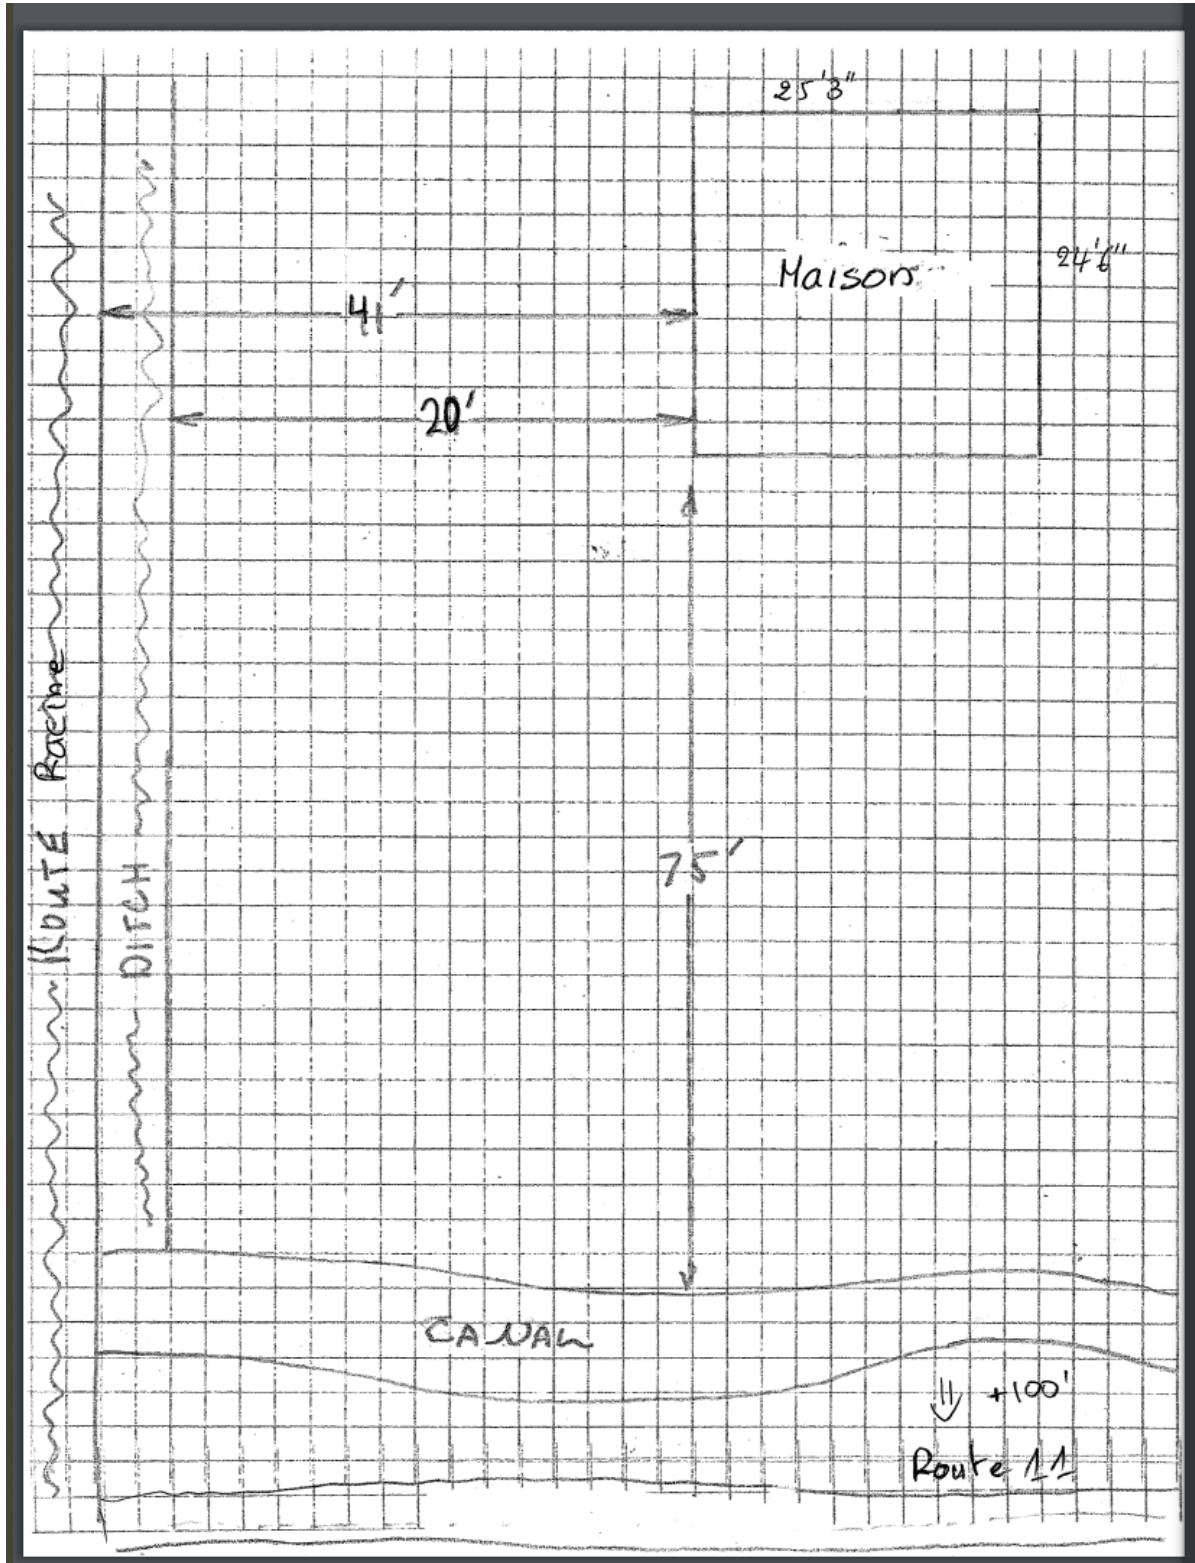 25'3"
Maison
24'6"
41'
20'
75'
ROUTE Racine
DITCH
CANAL
+100'
Route 11